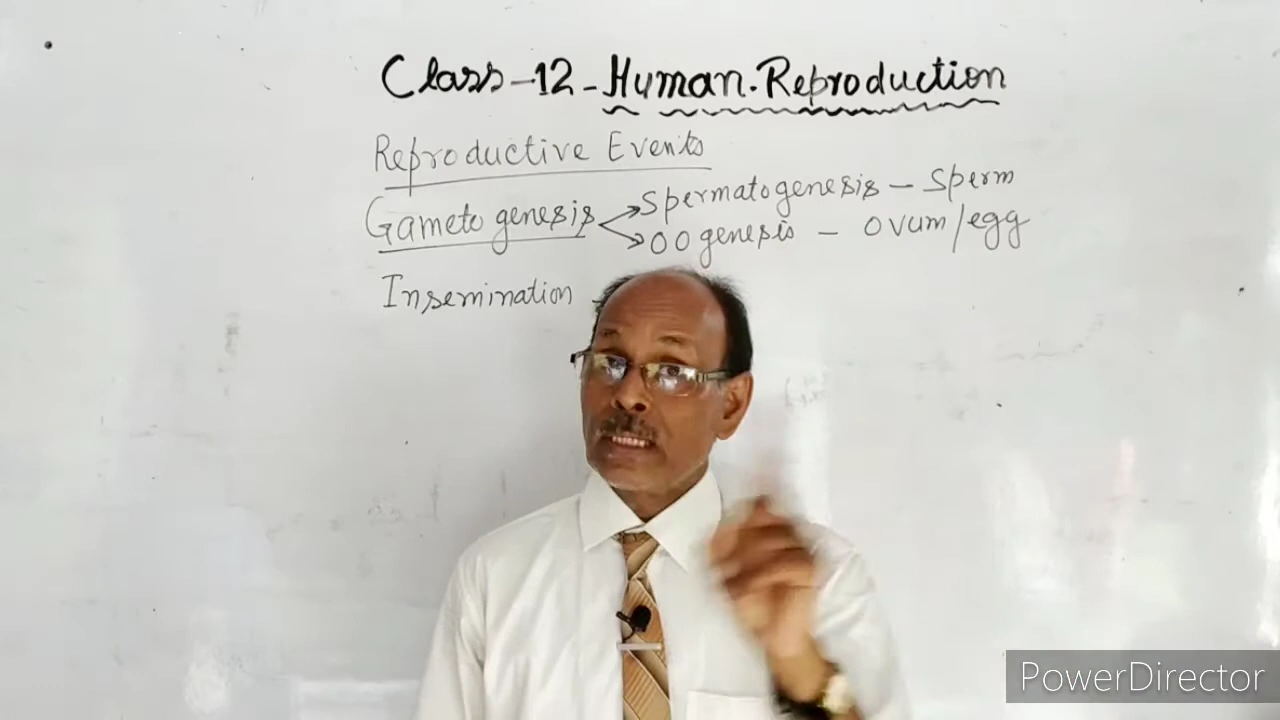 Class-12-Human.Reproduction
Reproductive Events
Gametogenesis
Spermatogenesis - Sperm
Oogenesis - Ovum/egg
Insemination -
PowerDirector